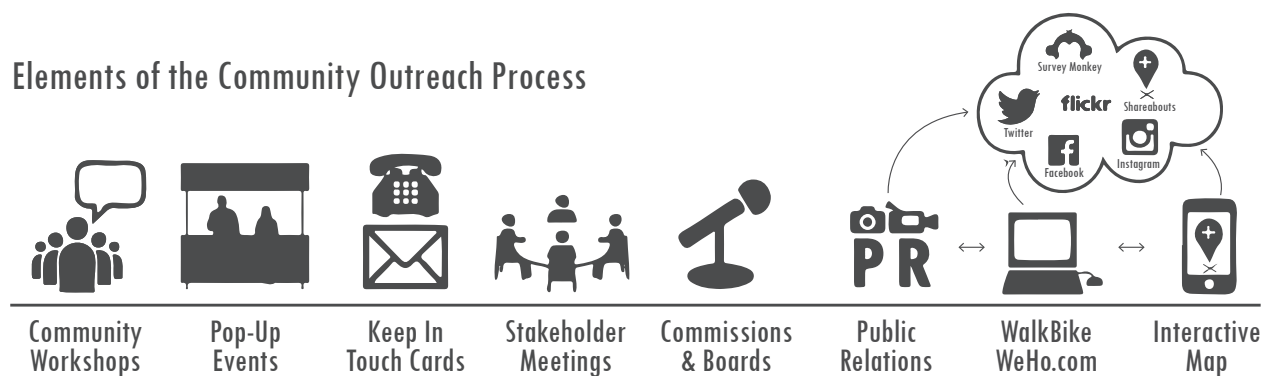 Elements of the Community Outreach Process
Survey Monkey
flickr
Shareabouts
Twitter
Facebook
Instagram
PR
Community
Workshops
Pop-Up
Events
Keep In
Touch Cards
Stakeholder
Meetings
Commissions
& Boards
Public
Relations
WalkBike
WeHo.com
Interactive
Map